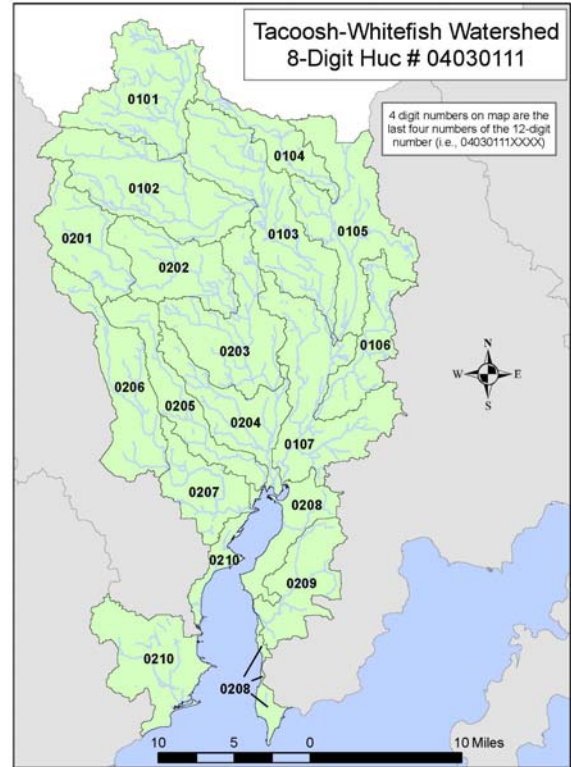 Tacoosh-Whitefish Watershed
8-Digit Huc # 04030111
4 digit numbers on map are the
last four numbers of the 12-digit
number (i.e., 04030111XXXX)
0101
0104
0102
0103
0105
0201
0202
0203
0106
0206
0205
0204
0107
0207
0208
0210
0209
0210
0208
N
W
E
S
10
5
0
10 Miles